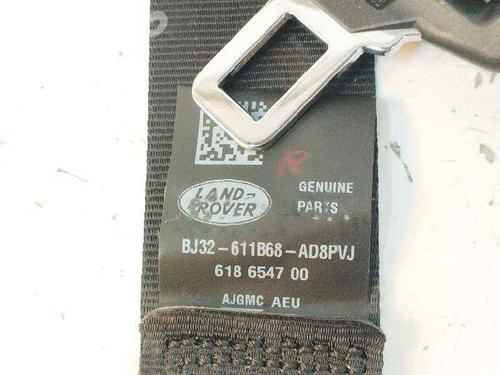 LAND-
ROVER
GENUINE
PARTS
BJ32-611B68-AD8PVJ
618 6547 00
AJGMC AEU